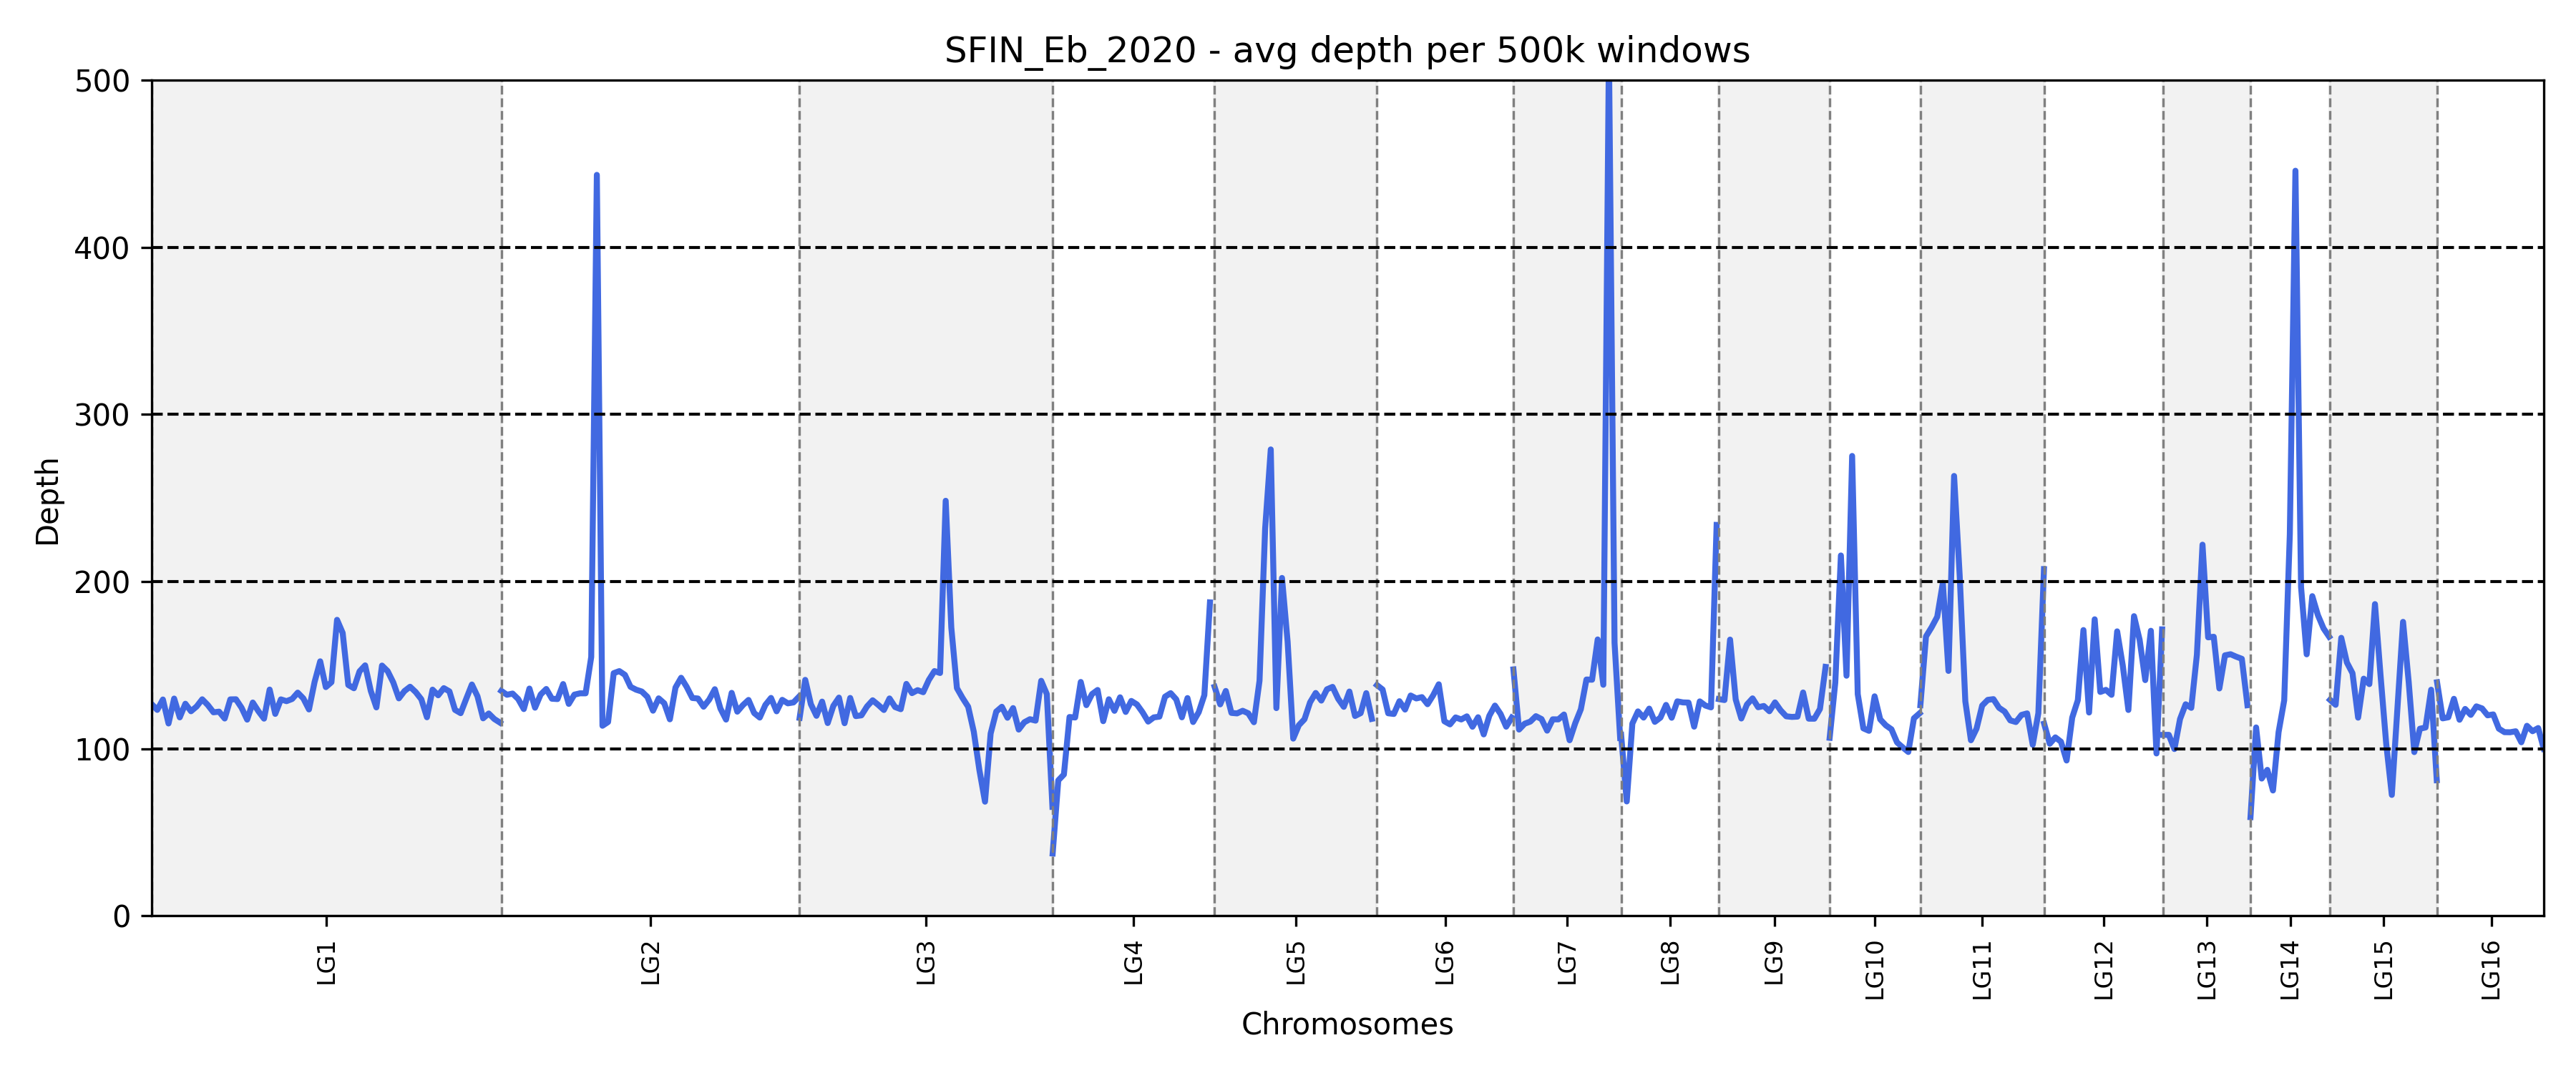 SFIN_Eb_2020 - avg depth per 500k windows
500
400
300
200
100
0
Depth
LG1
LG2
LG3
LG4
LG5
LG6
LG7
LG8
LG9
LG10
LG11
LG12
LG13
LG14
LG15
LG16
Chromosomes